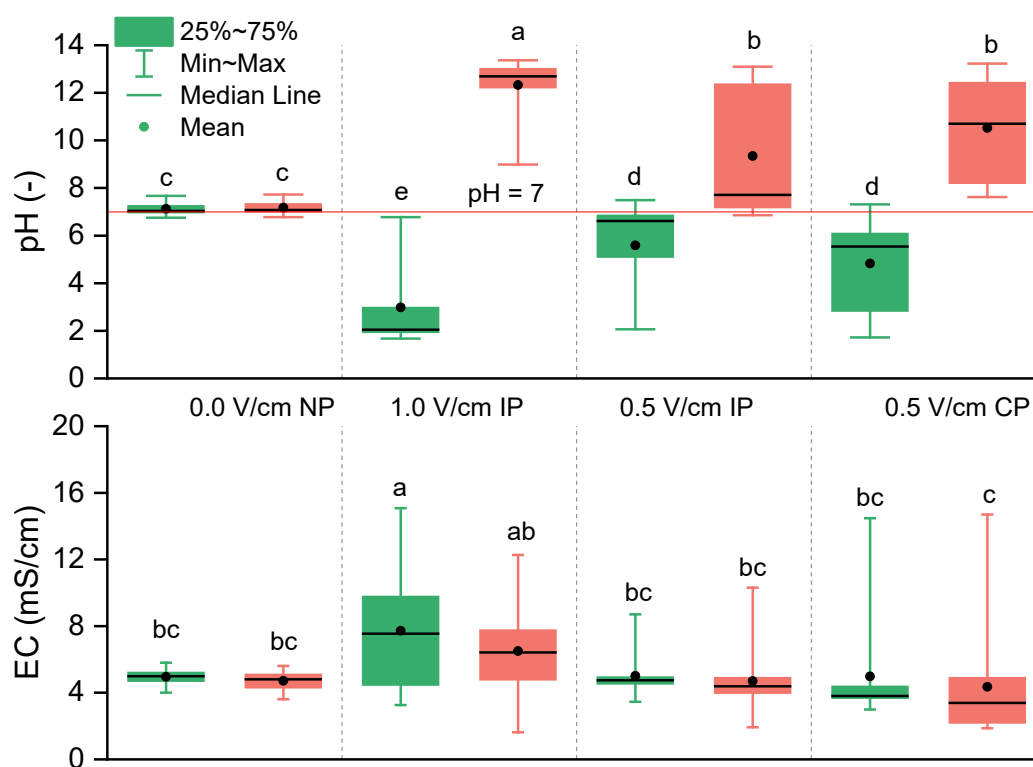 25%~75%
Min~Max
Median Line
Mean
pH (-)
14
12
10
8
6
4
2
0
c
c
e
a
d
b
d
b
pH = 7
0.0 V/cm NP
1.0 V/cm IP
0.5 V/cm IP
0.5 V/cm CP
EC (mS/cm)
20
16
12
8
4
0
bc
bc
a
ab
bc
bc
bc
c